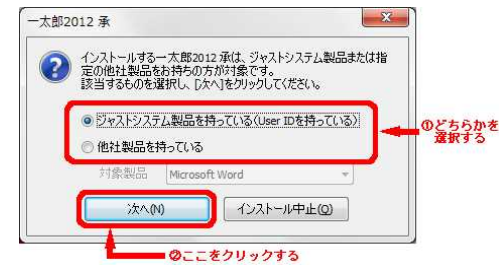 一太郎2012 承
インストールする一太郎2012 承は、ジャストシステム製品または指
定の他社製品をお持ちの方が対象です。
該当するものを選択し、[次へ]をクリックしてください。
ジャストシステム製品を持っている(User IDを持っている)
他社製品を持っている
①どちらかを
選択する
対象製品 Microsoft Word
次へ(N) インストール中止(Q)
②ここをクリックする